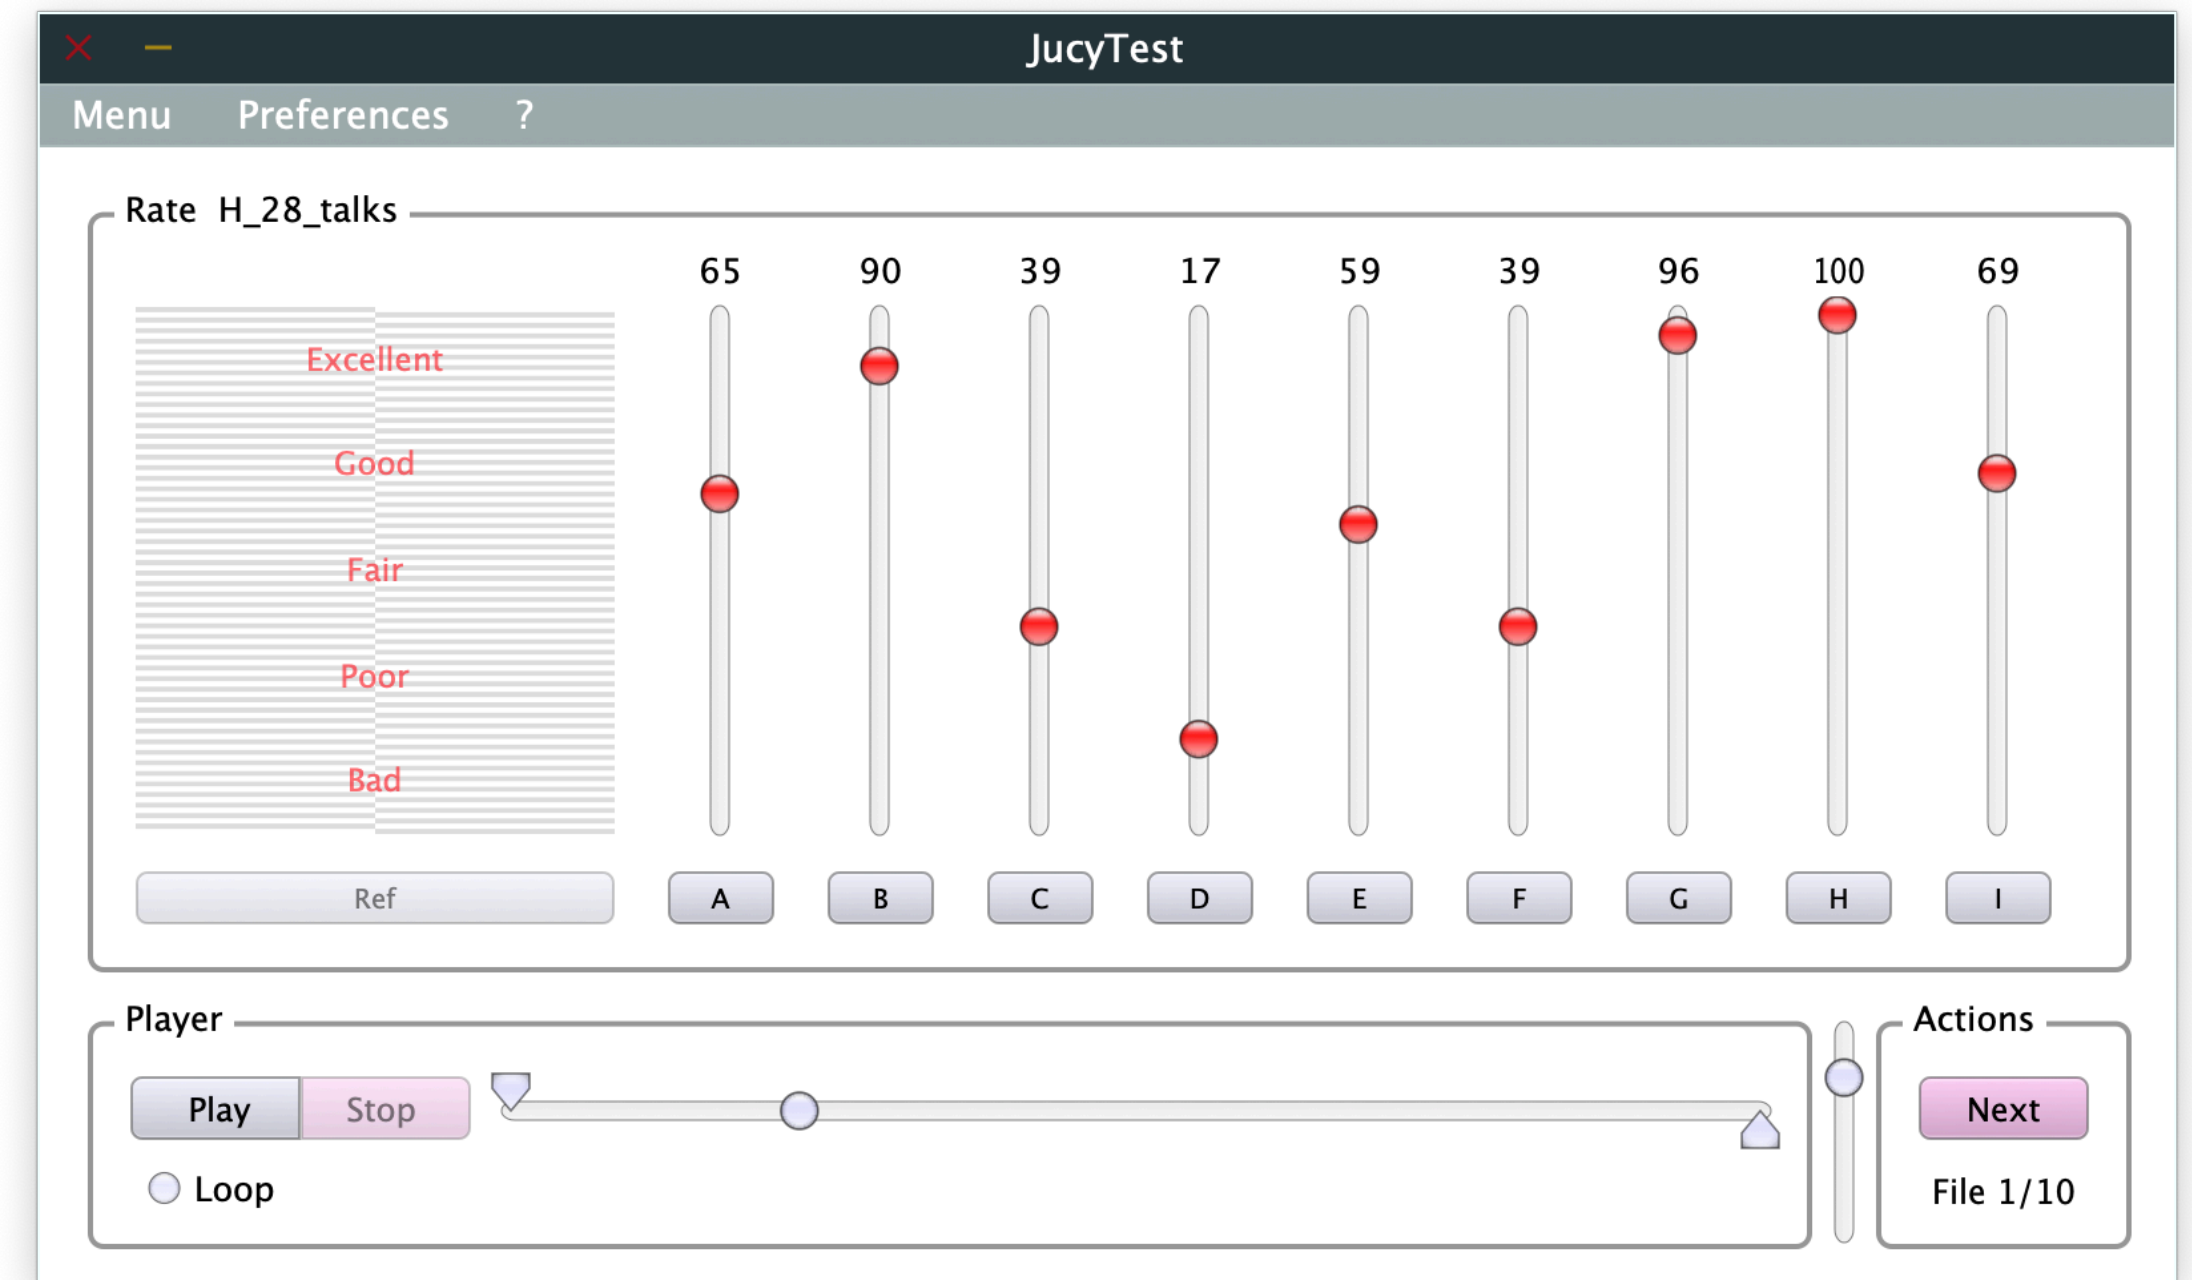 JucyTest
Menu Preferences ?
Rate H_28_talks
65 90 39 17 59 39 96 100 69
Excellent
Good
Fair
Poor
Bad
Ref A B C D E F G H I
Player
Actions
Play Stop
Next
Loop
File 1/10